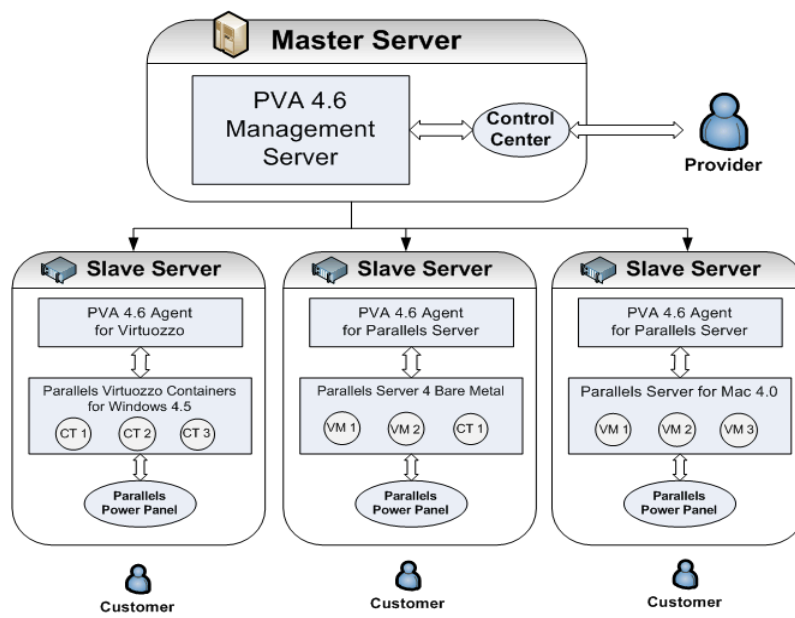 Master Server
PVA 4.6
Management
Server
Control
Center
Provider
Slave Server
PVA 4.6 Agent
for Virtuozzo
Parallels Virtuozzo Containers
for Windows 4.5
CT 1
CT 2
CT 3
Parallels
Power Panel
Customer
Slave Server
PVA 4.6 Agent
for Parallels Server
Parallels Server 4 Bare Metal
VM 1
VM 2
CT 1
Parallels
Power Panel
Customer
Slave Server
PVA 4.6 Agent
for Parallels Server
Parallels Server for Mac 4.0
VM 1
VM 2
VM 3
Parallels
Power Panel
Customer